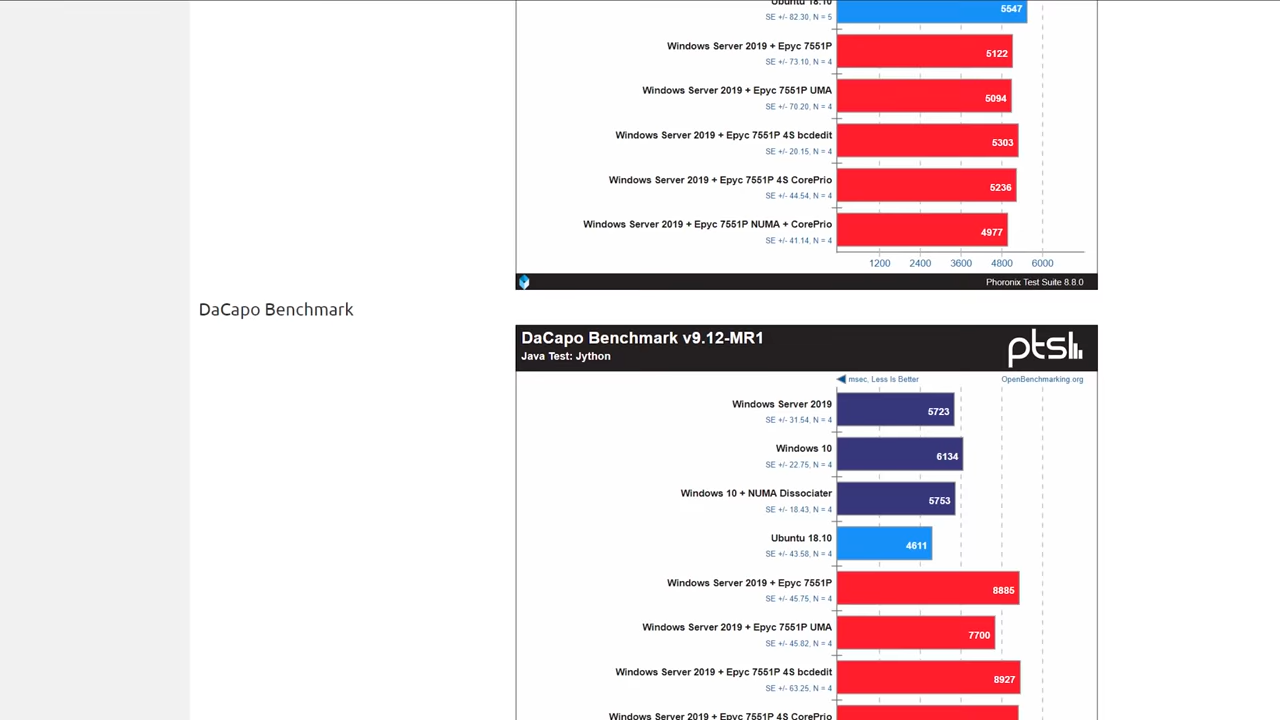 Ubuntu 18.10
5547
SE +/- 82.30, N = 5
Windows Server 2019 + Epyc 7551P
5122
SE +/- 73.10, N = 4
Windows Server 2019 + Epyc 7551P UMA
5094
SE +/- 70.20, N = 4
Windows Server 2019 + Epyc 7551P 4S bcdedit
5303
SE +/- 20.15, N = 4
Windows Server 2019 + Epyc 7551P 4S CorePrio
5236
SE +/- 44.54, N = 4
Windows Server 2019 + Epyc 7551P NUMA + CorePrio
4977
SE +/- 41.14, N = 4
1200 2400 3600 4800 6000
Phoronix Test Suite 8.8.0
DaCapo Benchmark
DaCapo Benchmark v9.12-MR1
Java Test: Jython
ptsl
msec, Less Is Better
OpenBenchmarking.org
Windows Server 2019
5723
SE +/- 31.54, N = 4
Windows 10
6134
SE +/- 22.75, N = 4
Windows 10 + NUMA Dissociater
5753
SE +/- 18.43, N = 4
Ubuntu 18.10
4611
SE +/- 43.58, N = 4
Windows Server 2019 + Epyc 7551P
8885
SE +/- 45.75, N = 4
Windows Server 2019 + Epyc 7551P UMA
7700
SE +/- 45.82, N = 4
Windows Server 2019 + Epyc 7551P 4S bcdedit
8927
SE +/- 63.25, N = 4
Windows Server 2019 + Epyc 7551P 4S CorePrio